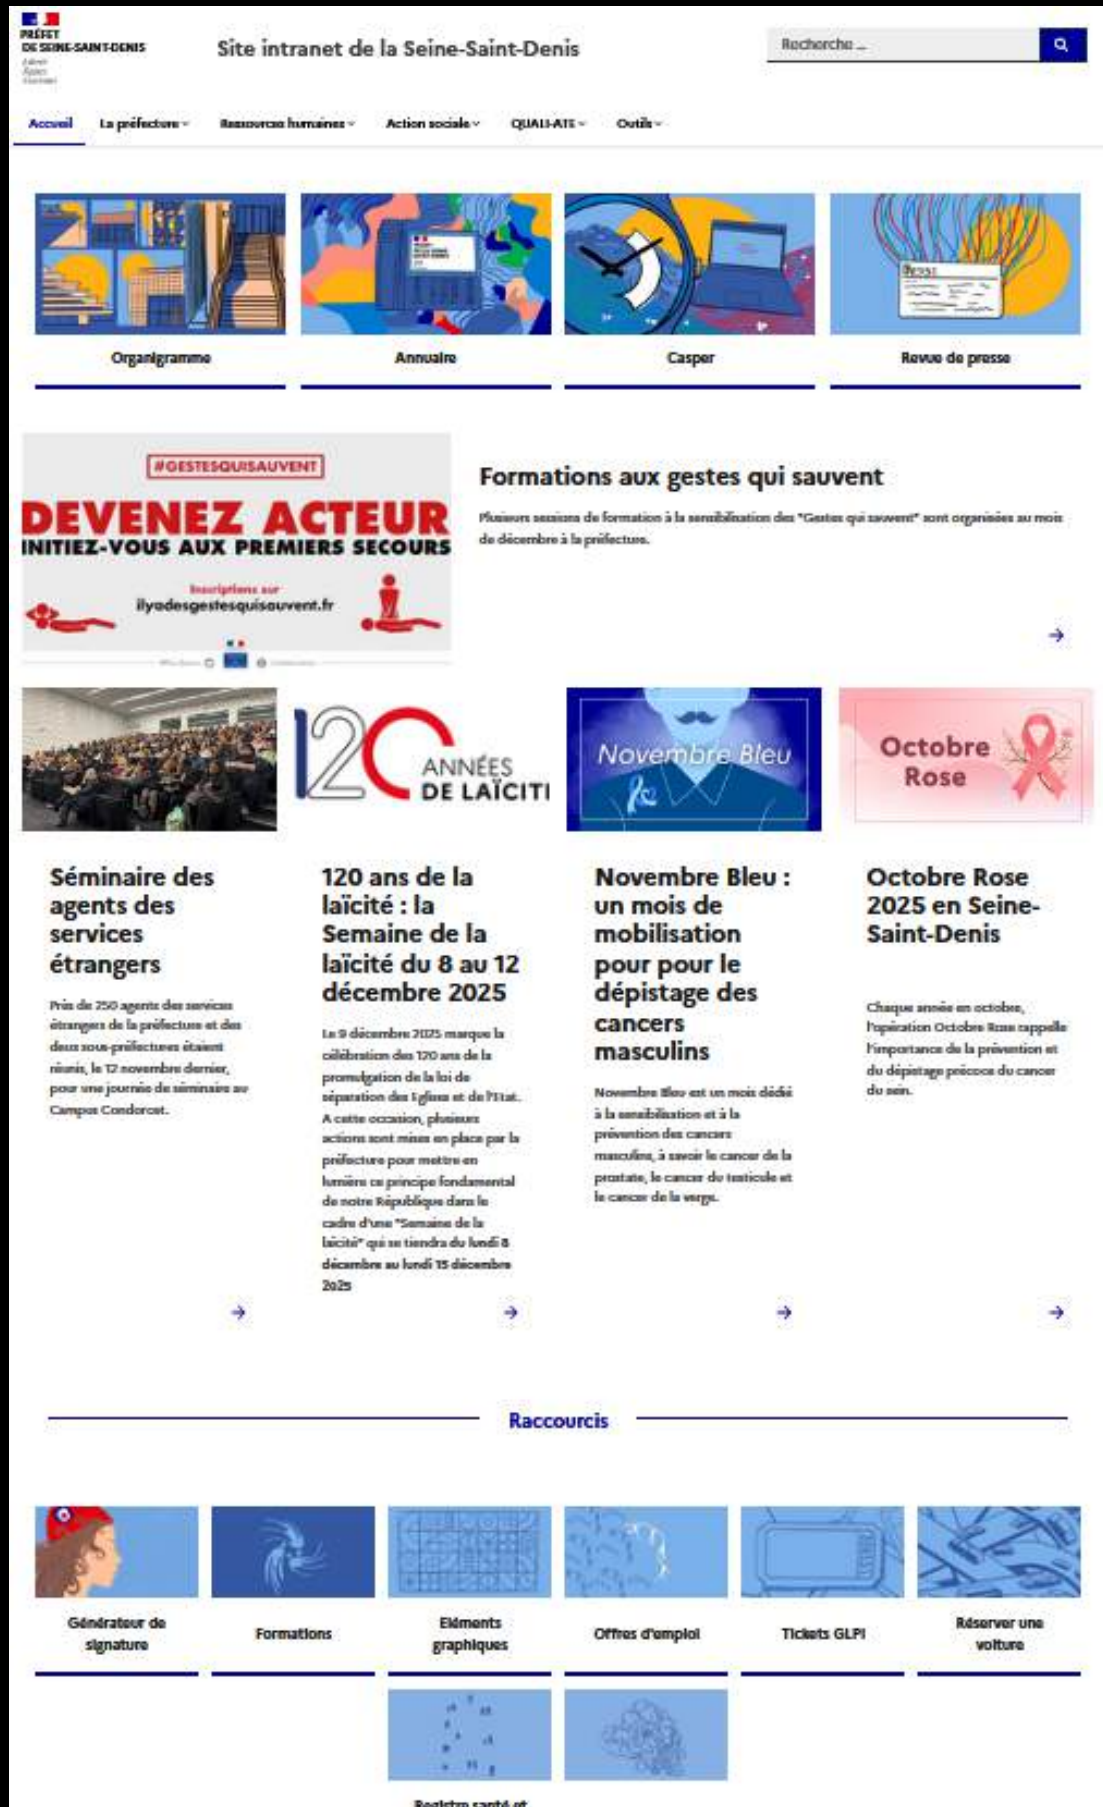 PRÉFET
DE SEINE-SAINT-DENIS
Site intranet de la Seine-Saint-Denis
Recherche ...
Accueil
La préfecture
Ressources humaines
Action sociale
QUALI-ATE
Outils
PRESSE
Organigramme
Annuaire
Casper
Revue de presse
#GESTESQUISAUVENT
DEVENEZ ACTEUR
INITIEZ-VOUS AUX PREMIERS SECOURS
Inscriptions sur
ilyadesgestesquisauvent.fr
Formations aux gestes qui sauvent
Plusieurs sessions de formation à la sensibilisation des "Gestes qui sauvent" sont organisées au mois
de décembre à la préfecture.
120 ANNÉES
DE LAÏCITÉ
Novembre Bleu
Octobre
Rose
Séminaire des
agents des
services
étrangers
Près de 250 agents des services
étrangers de la préfecture et des
deux sous-préfectures étaient
réunis, le 12 novembre dernier,
pour une journée de séminaire au
Campus Condorcet.
120 ans de la
laïcité : la
Semaine de la
laïcité du 8 au 12
décembre 2025
Le 9 décembre 2025 marque la
célébration des 120 ans de la
promulgation de la loi de
séparation des Eglises et de l'Etat.
A cette occasion, plusieurs
actions sont mises en place par la
préfecture pour mettre en
lumière ce principe fondamental
de notre République dans le
cadre d'une "Semaine de la
laïcité" qui se tiendra du lundi 8
décembre au lundi 15 décembre
2025
Novembre Bleu :
un mois de
mobilisation
pour pour le
dépistage des
cancers
masculins
Novembre Bleu est un mois dédié
à la sensibilisation et à la
prévention des cancers
masculins, à savoir le cancer de la
prostate, le cancer du testicule et
le cancer de la verge.
Octobre Rose
2025 en Seine-
Saint-Denis
Chaque année en octobre,
l'opération Octobre Rose rappelle
l'importance de la prévention et
du dépistage précoce du cancer
du sein.
Raccourcis
Générateur de
signature
Formations
Eléments
graphiques
Offres d'emploi
Tickets GLPI
Réserver une
voiture
Registre santé et